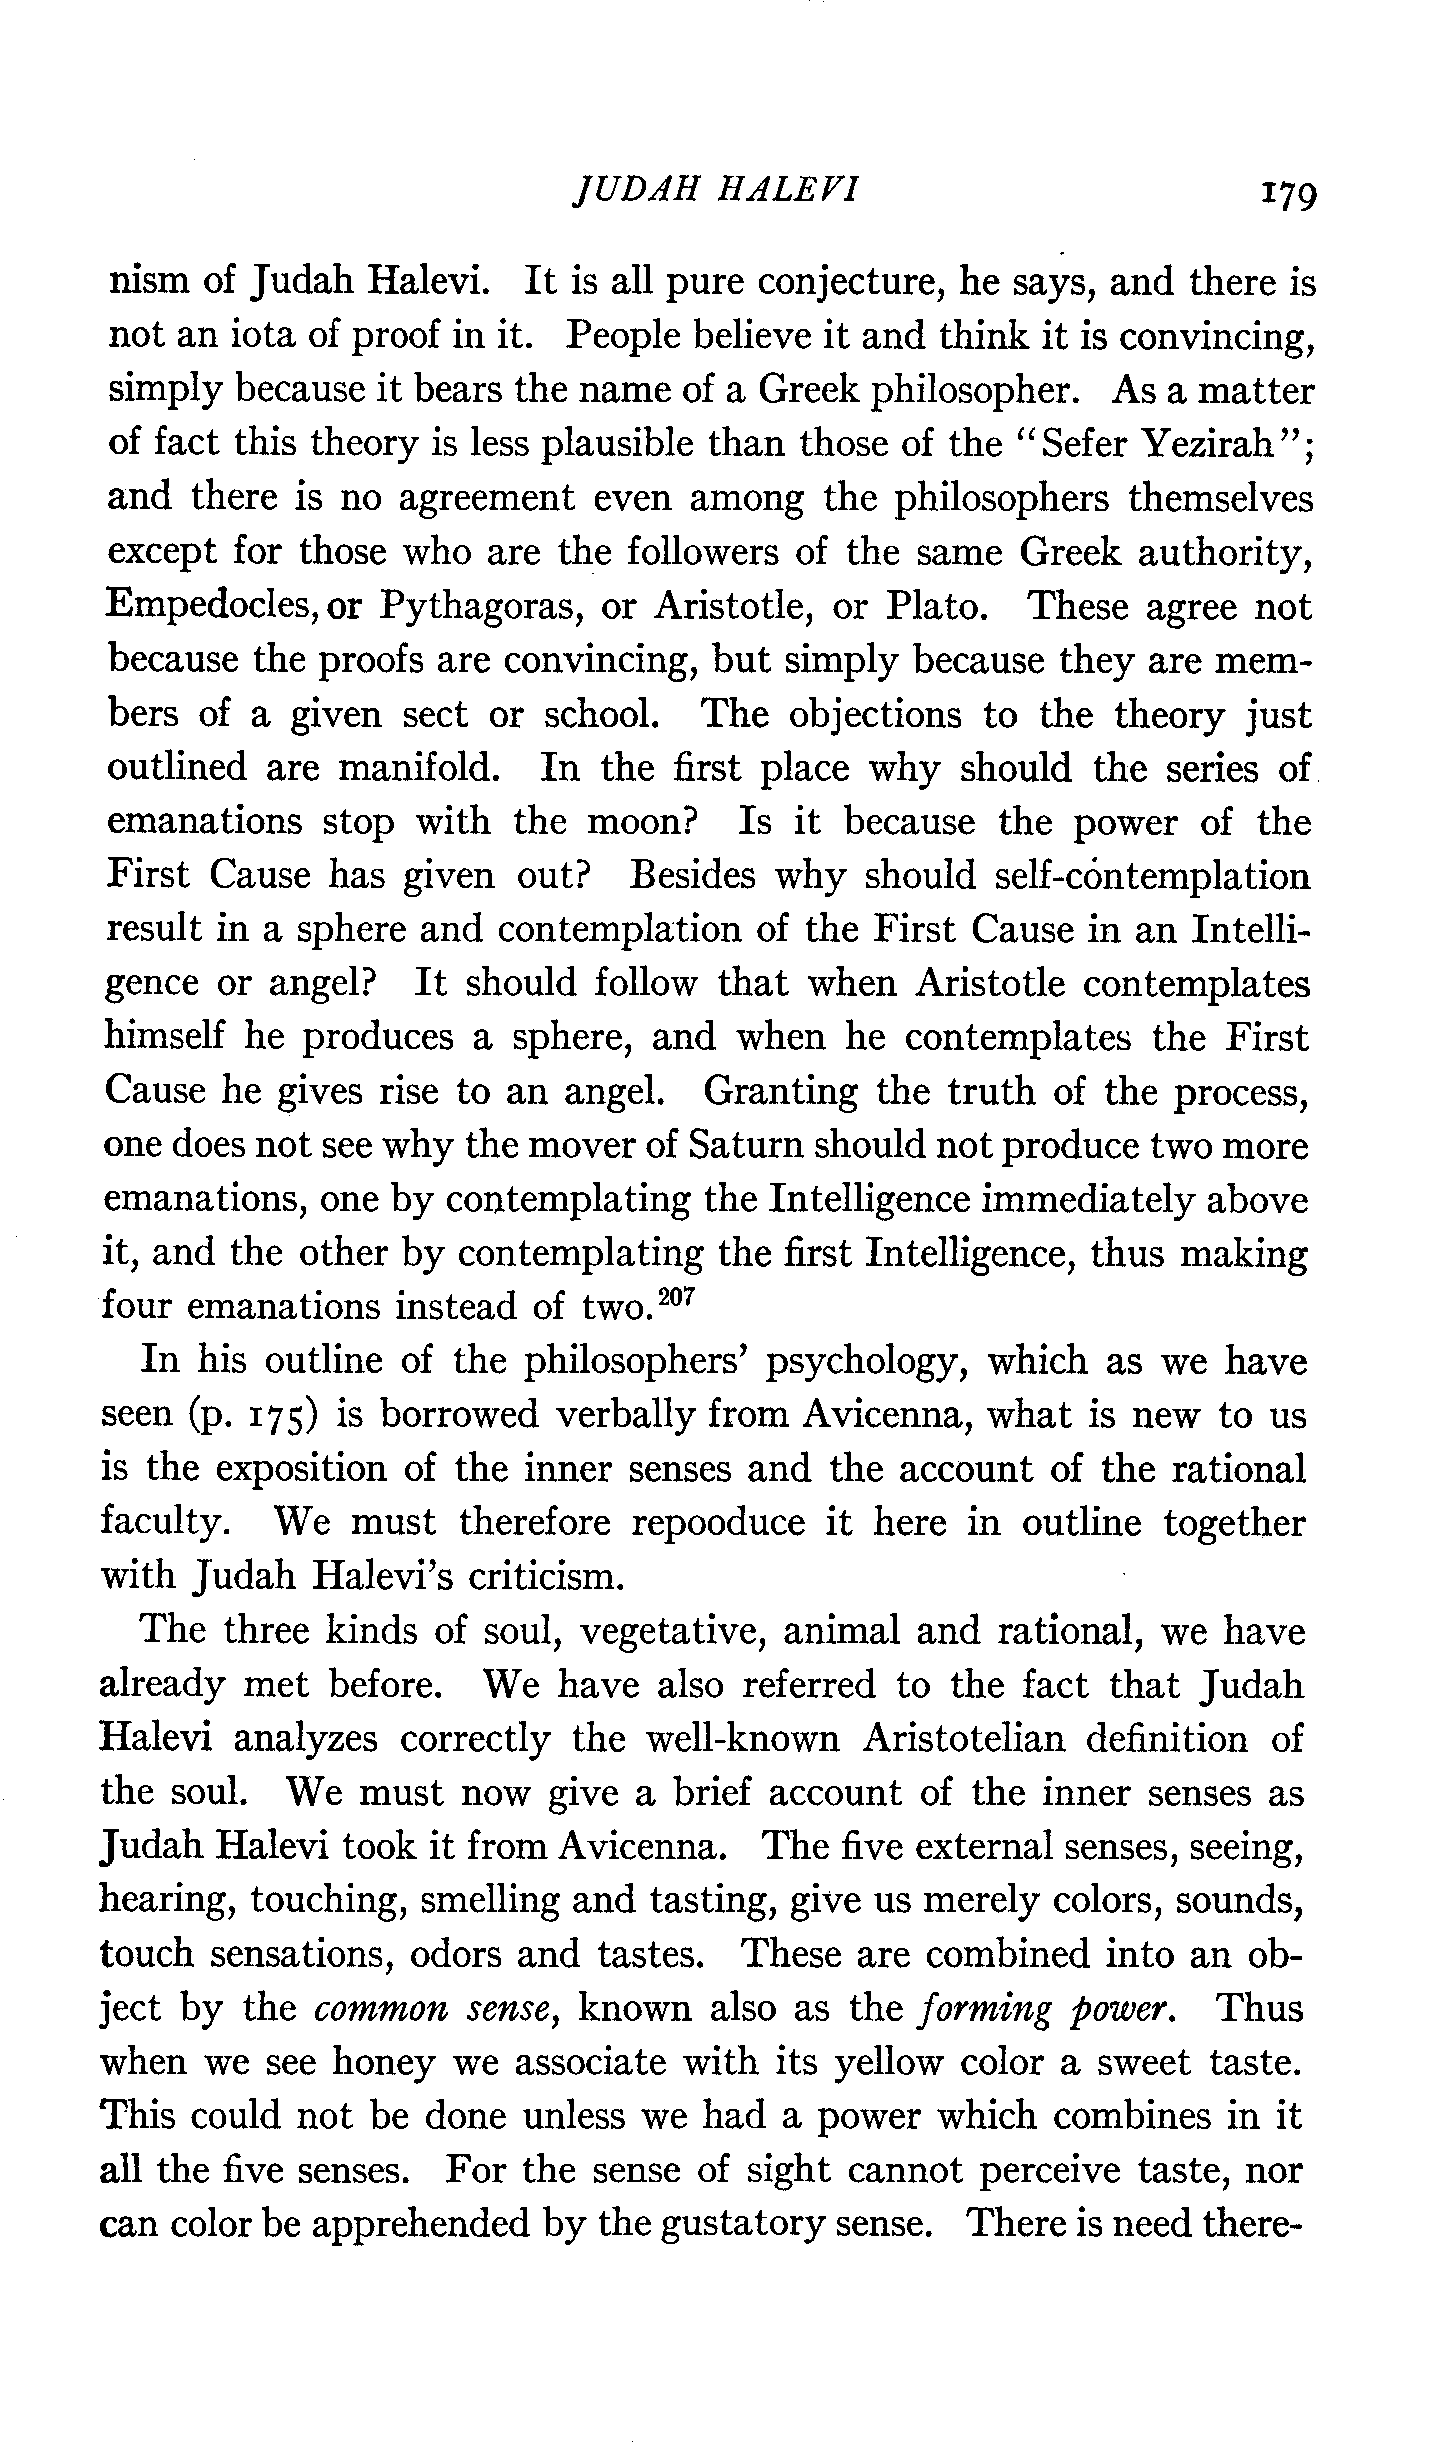 JUDAH HALEVI 179
nism of Judah Halevi. It is all pure conjecture, he says, and there is
not an iota of proof in it. People believe it and think it is convincing,
simply because it bears the name of a Greek philosopher. As a matter
of fact this theory is less plausible than those of the "Sefer Yezirah";
and there is no agreement even among the philosophers themselves
except for those who are the followers of the same Greek authority,
Empedocles, or Pythagoras, or Aristotle, or Plato. These agree not
because the proofs are convincing, but simply because they are mem-
bers of a given sect or school. The objections to the theory just
outlined are manifold. In the first place why should the series of
emanations stop with the moon? Is it because the power of the
First Cause has given out? Besides why should self-contemplation
result in a sphere and contemplation of the First Cause in an Intelli-
gence or angel? It should follow that when Aristotle contemplates
himself he produces a sphere, and when he contemplates the First
Cause he gives rise to an angel. Granting the truth of the process,
one does not see why the mover of Saturn should not produce two more
emanations, one by contemplating the Intelligence immediately above
it, and the other by contemplating the first Intelligence, thus making
four emanations instead of two.207
In his outline of the philosophers' psychology, which as we have
seen (p. 175) is borrowed verbally from Avicenna, what is new to us
is the exposition of the inner senses and the account of the rational
faculty. We must therefore repooduce it here in outline together
with Judah Halevi's criticism.
The three kinds of soul, vegetative, animal and rational, we have
already met before. We have also referred to the fact that Judah
Halevi analyzes correctly the well-known Aristotelian definition of
the soul. We must now give a brief account of the inner senses as
Judah Halevi took it from Avicenna. The five external senses, seeing,
hearing, touching, smelling and tasting, give us merely colors, sounds,
touch sensations, odors and tastes. These are combined into an ob-
ject by the common sense, known also as the forming power. Thus
when we see honey we associate with its yellow color a sweet taste.
This could not be done unless we had a power which combines in it
all the five senses. For the sense of sight cannot perceive taste, nor
can color be apprehended by the gustatory sense. There is need there-